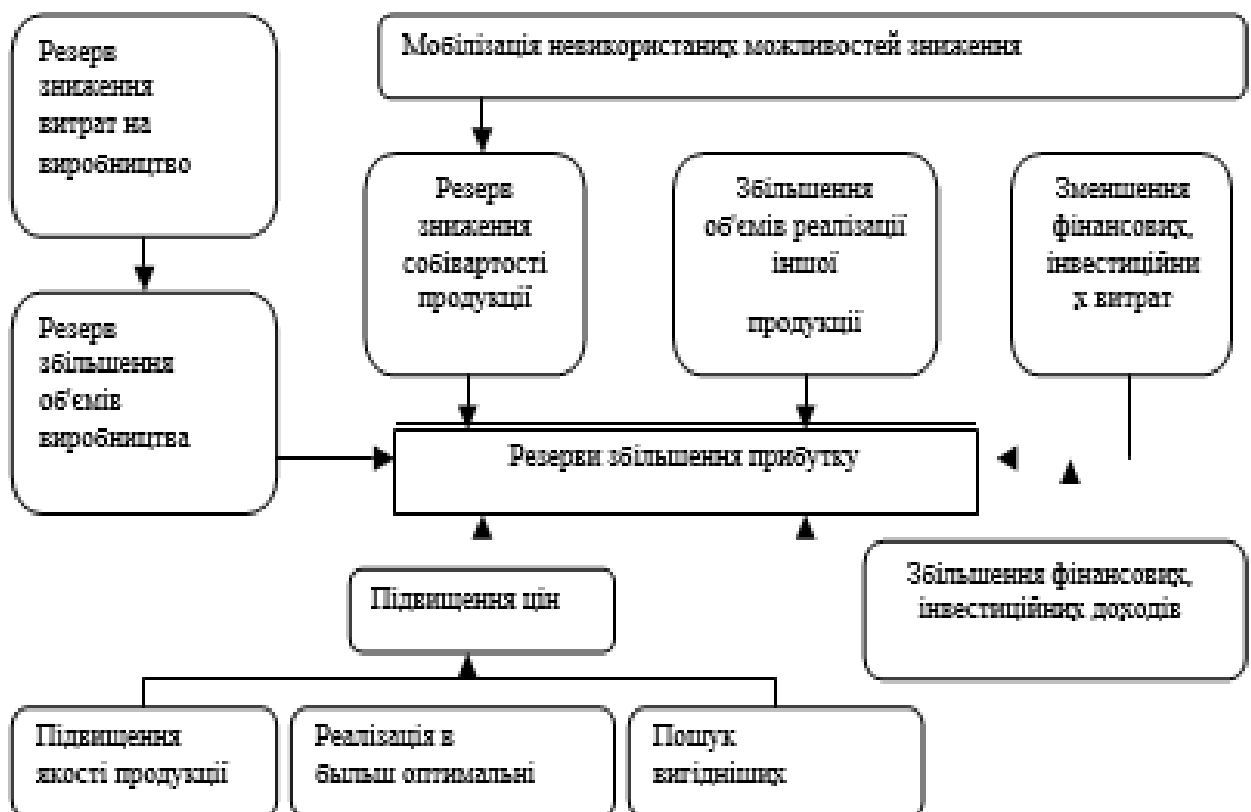 Резерв
зниження
витрат на
виробництво
Мобілізація невикористаних можливостей зниження
Резерв
зниження
собівартості
продукції
Збільшення
об'ємів реалізації
іншої
продукції
Зменшення
фінансових,
інвестиційни
х витрат
Резерв
збільшення
об'ємів
виробництва
Резерви збільшення прибутку
Підвищення цін
Збільшення фінансових,
інвестиційних доходів
Підвищення
якості продукції
Реалізація в
быльш оптимальні
Пошук
вигідніших